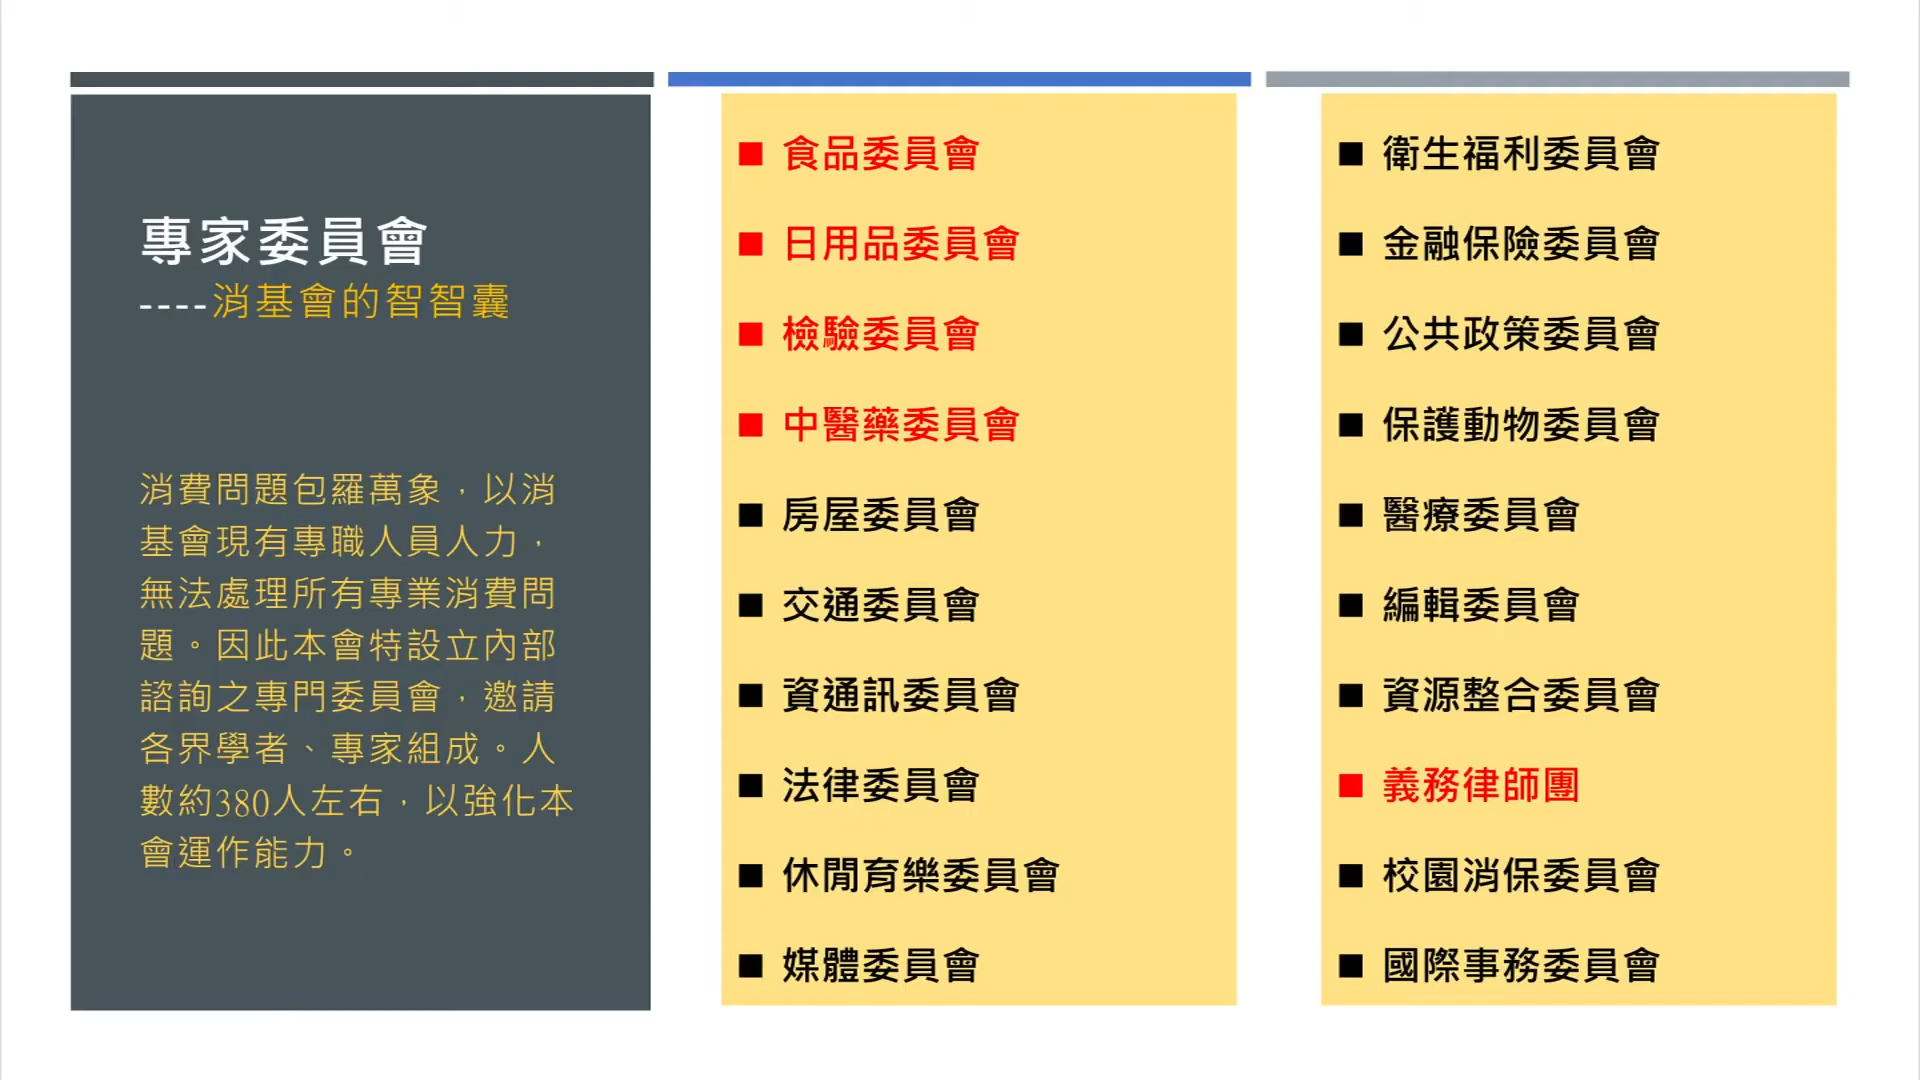 專家委員會
----消基會的智智囊
消費問題包羅萬象，以消
基會現有專職人員人力，
無法處理所有專業消費問
題。因此本會特設立內部
諮詢之專門委員會，邀請
各界學者、專家組成。人
數約380人左右，以強化本
會運作能力。
■ 食品委員會
■ 日用品委員會
■ 檢驗委員會
■ 中醫藥委員會
■ 房屋委員會
■ 交通委員會
■ 資通訊委員會
■ 法律委員會
■ 休閒育樂委員會
■ 媒體委員會
■ 衛生福利委員會
■ 金融保險委員會
■ 公共政策委員會
■ 保護動物委員會
■ 醫療委員會
■ 編輯委員會
■ 資源整合委員會
■ 義務律師團
■ 校園消保委員會
■ 國際事務委員會